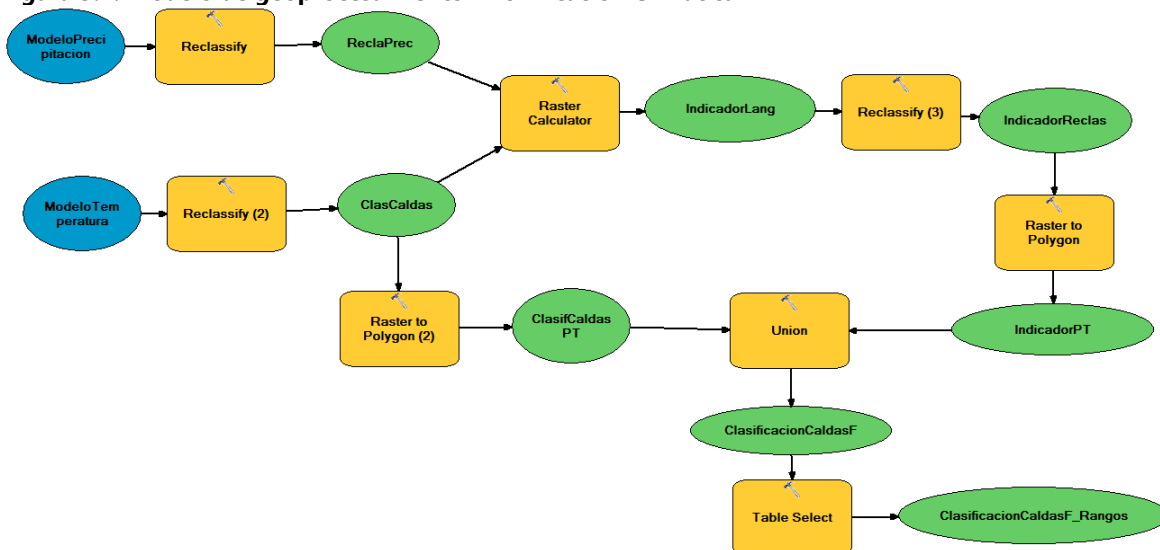 ModeloPreci
pitacion
Reclassify
ReclaPrec
Raster
Calculator
IndicadorLang
Reclassify (3)
IndicadorReclas
ModeloTem
peratura
Reclassify (2)
ClasCaldas
Raster to
Polygon
Raster to
Polygon (2)
ClasifCaldas
PT
Union
IndicadorPT
ClasificacionCaldasF
Table Select
ClasificacionCaldasF_Rangos